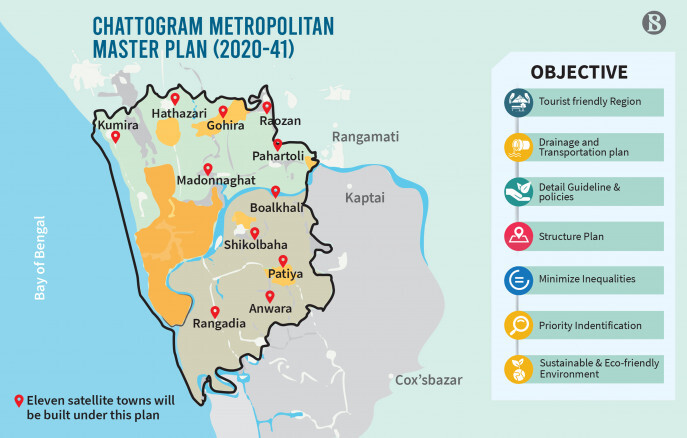 CHATTOGRAM METROPOLITAN
MASTER PLAN (2020-41)
Kumira
Hathazari
Gohira
Raozan
Rangamati
Pahartoli
Madonnaghat
Kaptai
Boalkhali
Shikolbaha
Patiya
Anwara
Rangadia
Bay of Bengal
Cox'sbazar
Eleven satellite towns will
be built under this plan
OBJECTIVE
Tourist friendly Region
Drainage and
Transportation plan
Detail Guideline &
policies
Structure Plan
Minimize Inequalities
Priority Indentification
Sustainable & Eco-friendly
Environment